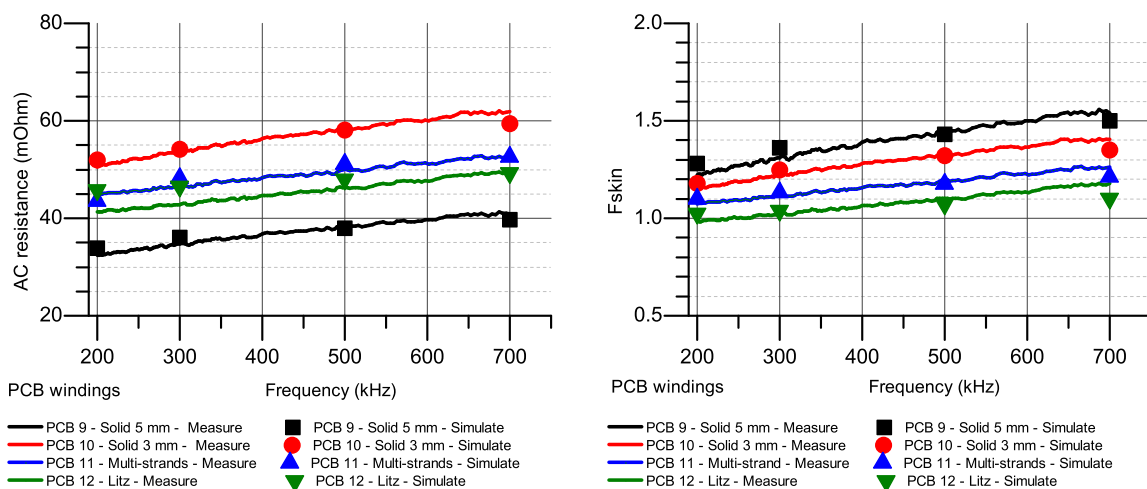 80
60
40
20
AC resistance (mOhm)
200 300 400 500 600 700
PCB windings Frequency (kHz)
PCB 9 - Solid 5 mm - Measure
PCB 10 - Solid 3 mm - Measure
PCB 11 - Multi-strands - Measure
PCB 12 - Litz - Measure
PCB 9 - Solid 5 mm - Simulate
PCB 10 - Solid 3 mm - Simulate
PCB 11 - Multi-strands - Simulate
PCB 12 - Litz - Simulate
2.0
1.5
1.0
0.5
Fskin
200 300 400 500 600 700
PCB windings Frequency (kHz)
PCB 9 - Solid 5 mm - Measure
PCB 10 - Solid 3 mm - Measure
PCB 11 - Multi-strand - Measure
PCB 12 - Litz - Measure
PCB 9 - Solid 5 mm - Simulate
PCB 10 - Solid 3 mm - Simulate
PCB 11 - Multi-strands - Simulate
PCB 12 - Litz - Simulate